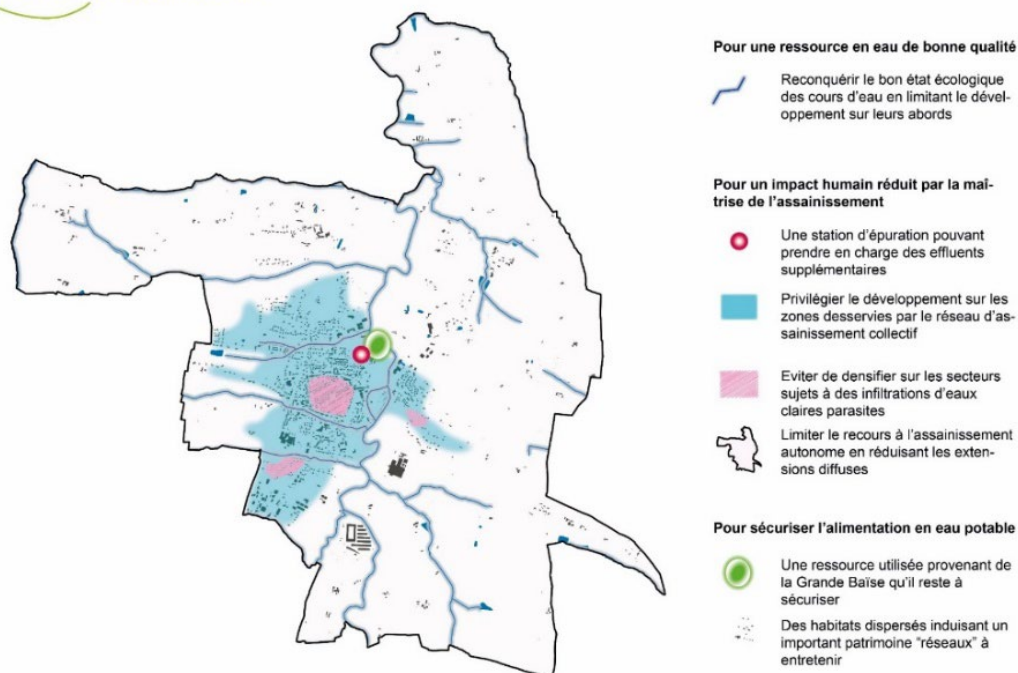 Pour une ressource en eau de bonne qualité
Reconquérir le bon état écologique
des cours d'eau en limitant le dével-
oppement sur leurs abords
Pour un impact humain réduit par la maî-
trise de l'assainissement
Une station d'épuration pouvant
prendre en charge des effluents
supplémentaires
Privilégier le développement sur les
zones desservies par le réseau d'as-
sainissement collectif
Eviter de densifier sur les secteurs
sujets à des infiltrations d'eaux
claires parasites
Limiter le recours à l'assainissement
autonome en réduisant les exten-
sions diffuses
Pour sécuriser l'alimentation en eau potable
Une ressource utilisée provenant de
la Grande Baïse qu'il reste à
sécuriser
Des habitats dispersés induisant un
important patrimoine "réseaux" à
entretenir